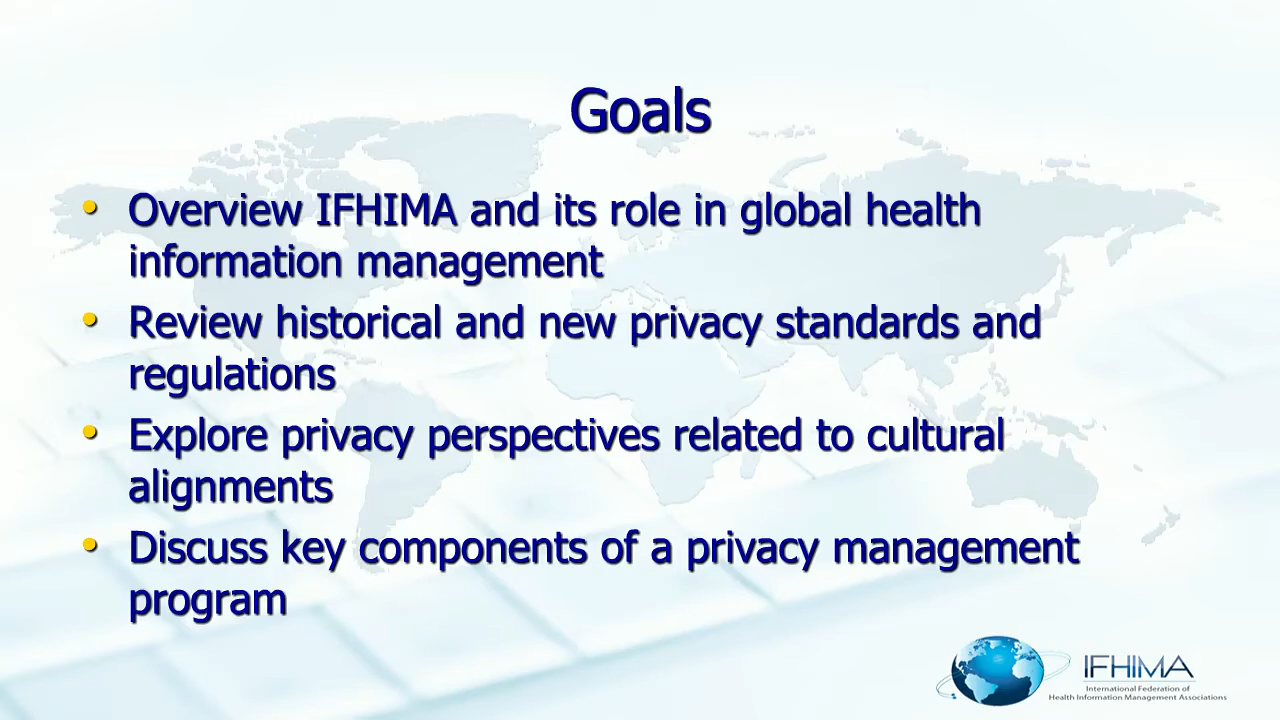 Goals
• Overview IFHIMA and its role in global health
information management
• Review historical and new privacy standards and
regulations
• Explore privacy perspectives related to cultural
alignments
• Discuss key components of a privacy management
program
IFHIMA
International Federation of
Health Information Management Associations